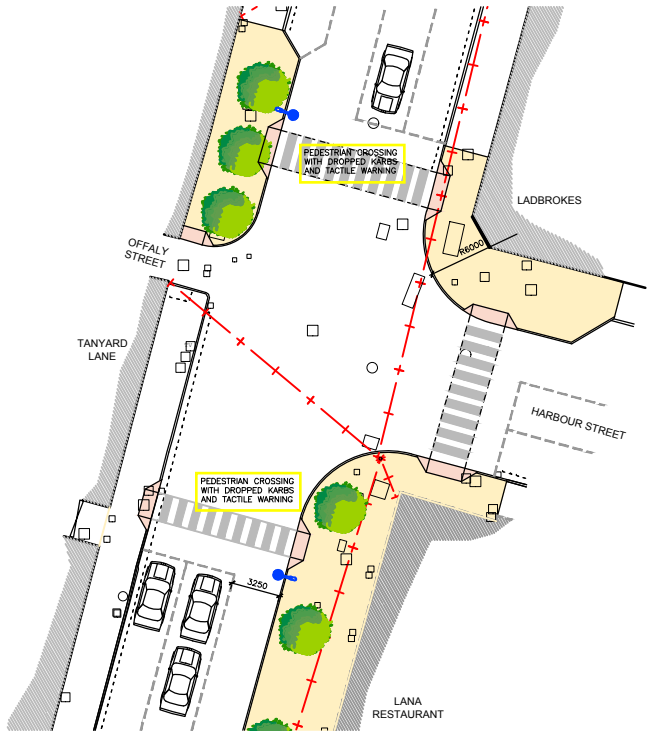 PEDESTRIAN CROSSING
WITH DROPPED KARBS
AND TACTILE WARNING
LADBROKES
OFFALY
STREET
R6000
TANYARD
LANE
HARBOUR STREET
PEDESTRIAN CROSSING
WITH DROPPED KARBS
AND TACTILE WARNING
3250
LANA
RESTAURANT